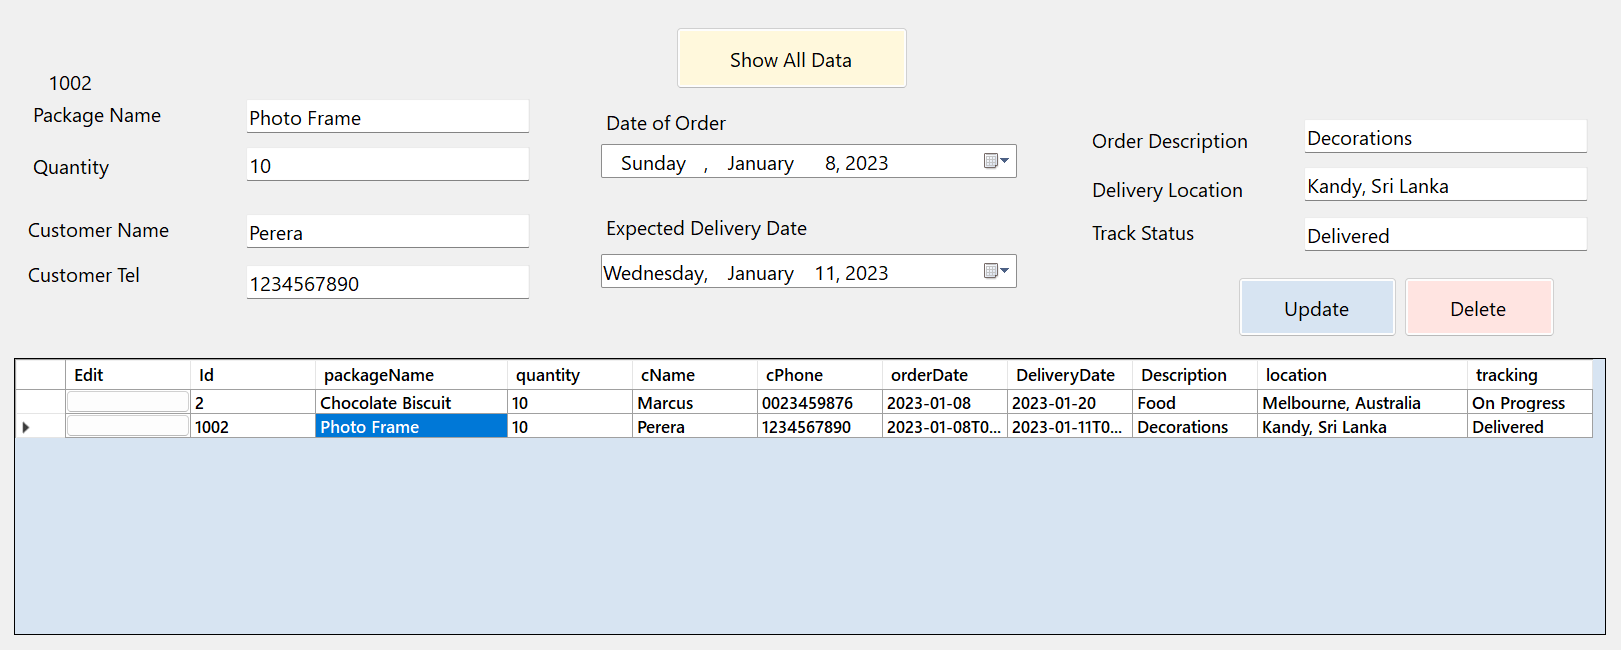 Show All Data
1002
Package Name Photo Frame
Quantity 10
Customer Name Perera
Customer Tel 1234567890
Date of Order
Sunday , January 8, 2023
Expected Delivery Date
Wednesday, January 11, 2023
Order Description Decorations
Delivery Location Kandy, Sri Lanka
Track Status Delivered
Update Delete
Edit Id packageName quantity cName cPhone orderDate DeliveryDate Description location tracking
2 Chocolate Biscuit 10 Marcus 0023459876 2023-01-08 2023-01-20 Food Melbourne, Australia On Progress
1002 Photo Frame 10 Perera 1234567890 2023-01-08T0... 2023-01-11T0... Decorations Kandy, Sri Lanka Delivered